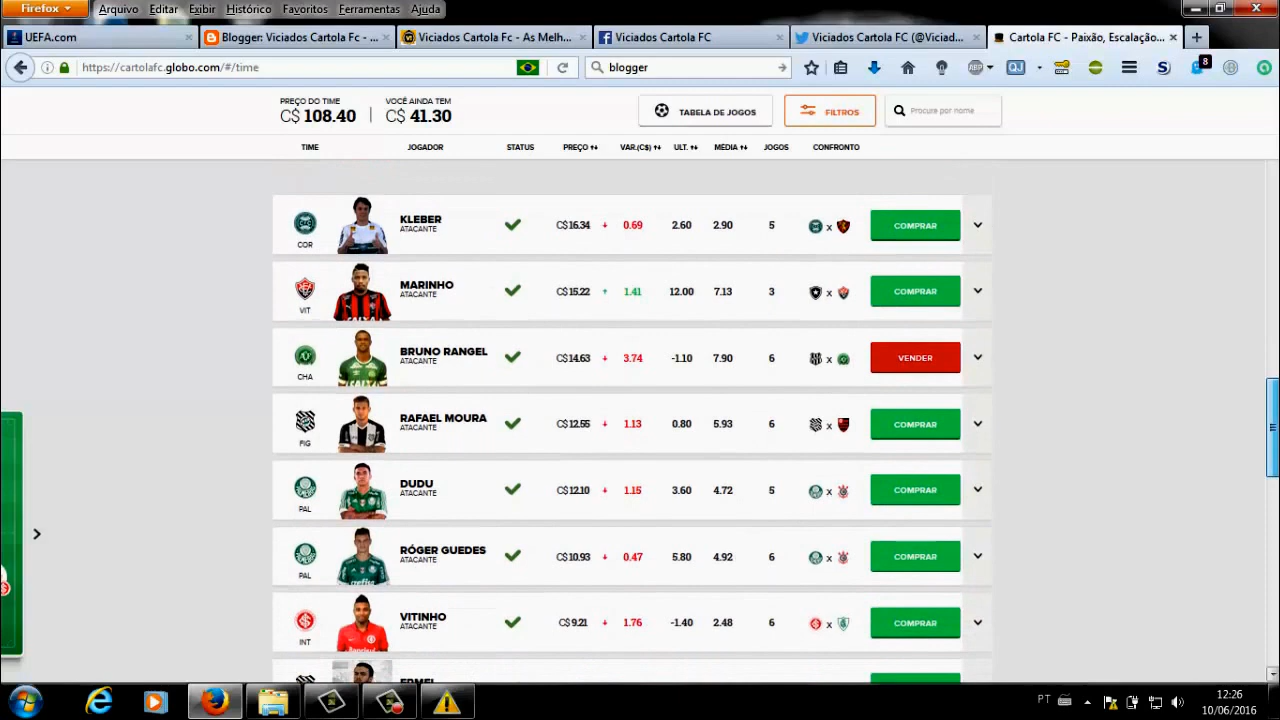 Firefox
Arquivo Editar Exibir Histórico Favoritos Ferramentas Ajuda
UEFA.com
Blogger: Viciados Cartola Fc - ...
Viciados Cartola Fc - As Melh...
Viciados Cartola FC
Viciados Cartola FC (@Viciad...
Cartola FC - Paixão, Escalação,...
https://cartolafc.globo.com/#/time
blogger
8
PREÇO DO TIME
C$ 108.40
VOCÊ AINDA TEM
C$ 41.30
TABELA DE JOGOS
FILTROS
Procure por nome
TIME JOGADOR STATUS PREÇO VAR.(C$) ULT. MÉDIA JOGOS CONFRONTO
COR KLEBER ATACANTE C$ 16.34 0.69 2.60 2.90 5 x COMPRAR
VIT MARINHO ATACANTE C$ 15.22 1.41 12.00 7.13 3 x COMPRAR
CHA BRUNO RANGEL ATACANTE C$ 14.63 3.74 -1.10 7.90 6 x VENDER
FIG RAFAEL MOURA ATACANTE C$ 12.55 1.13 0.80 5.93 6 x COMPRAR
PAL DUDU ATACANTE C$ 12.10 1.15 3.60 4.72 5 x COMPRAR
PAL RÓGER GUEDES ATACANTE C$ 10.93 0.47 5.80 4.92 6 x COMPRAR
INT VITINHO ATACANTE C$ 9.21 1.76 -1.40 2.48 6 x COMPRAR
PT
12:26
10/06/2016